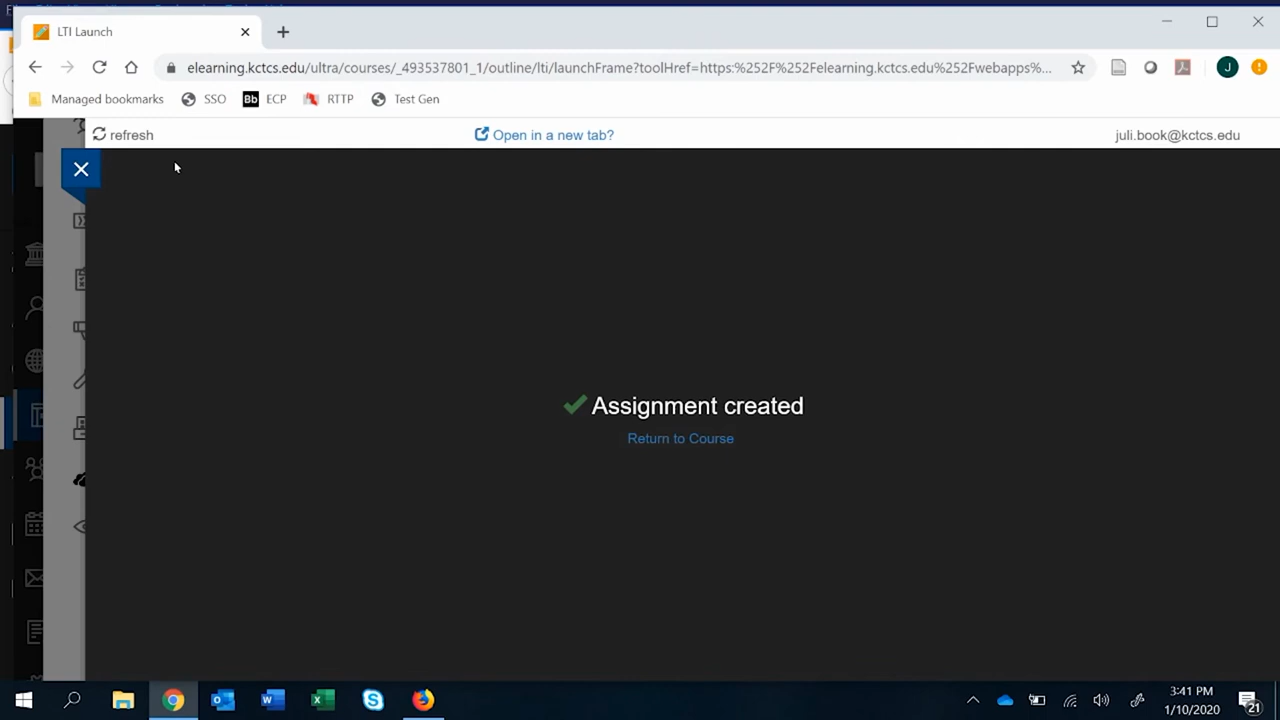 LTI Launch
elearning.kctcs.edu/ultra/courses/_493537801_1/outline/lti/launchFrame?toolHref=https:%252F%252Felearning.kctcs.edu%252Fwebapps%...
Managed bookmarks SSO Bb ECP RTTP Test Gen J
refresh Open in a new tab? juli.book@kctcs.edu
Assignment created
Return to Course
3:41 PM
1/10/2020
21